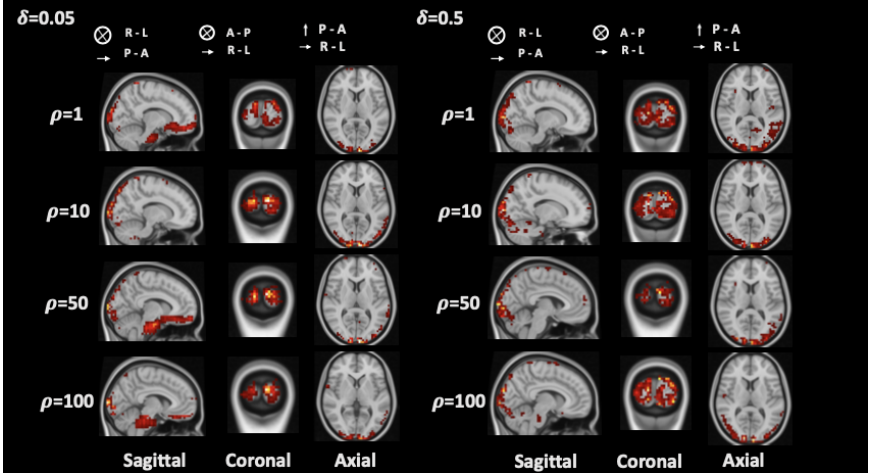 δ=0.05
⊗ R - L
→ P - A
⊗ A - P
→ R - L
↑ P - A
→ R - L
ρ=1
ρ=10
ρ=50
ρ=100
Sagittal Coronal Axial
δ=0.5
⊗ R - L
→ P - A
⊗ A - P
→ R - L
↑ P - A
→ R - L
ρ=1
ρ=10
ρ=50
ρ=100
Sagittal Coronal Axial